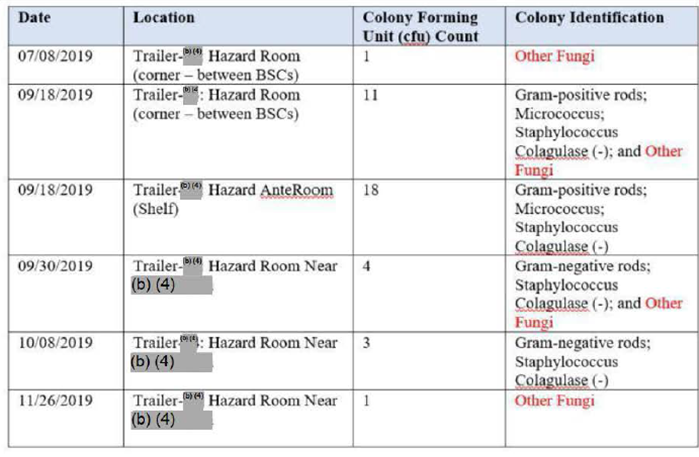 Date Location Colony Forming Colony Identification
Unit (cfu) Count
07/08/2019 Trailer-(b) (4) Hazard Room 1 Other Fungi
(corner – between BSCs)
09/18/2019 Trailer-(b) (4): Hazard Room 11 Gram-positive rods;
(corner – between BSCs) Micrococcus;
Staphylococcus
Colagulase (-); and Other
Fungi
09/18/2019 Trailer-(b) (4) Hazard AnteRoom 18 Gram-positive rods;
(Shelf) Micrococcus;
Staphylococcus
Colagulase (-)
09/30/2019 Trailer-(b) (4) Hazard Room Near 4 Gram-negative rods;
(b) (4) Staphylococcus
Colagulase (-); and Other
Fungi
10/08/2019 Trailer-(b) (4): Hazard Room Near 3 Gram-negative rods;
(b) (4) Staphylococcus
Colagulase (-)
11/26/2019 Trailer-(b) (4) Hazard Room Near 1 Other Fungi
(b) (4)